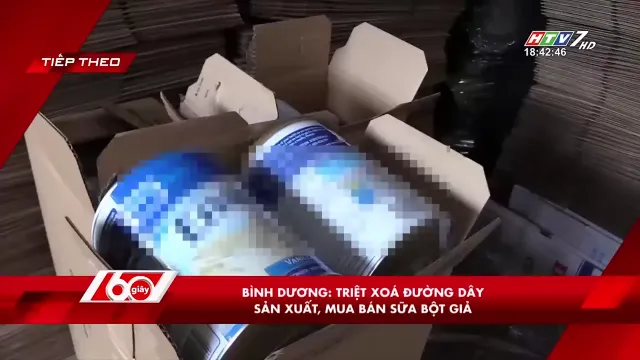 TIẾP THEO
HTV7 HD
18:42:46
60 giây
BÌNH DƯƠNG: TRIỆT XOÁ ĐƯỜNG DÂY
SẢN XUẤT, MUA BÁN SỮA BỘT GIẢ